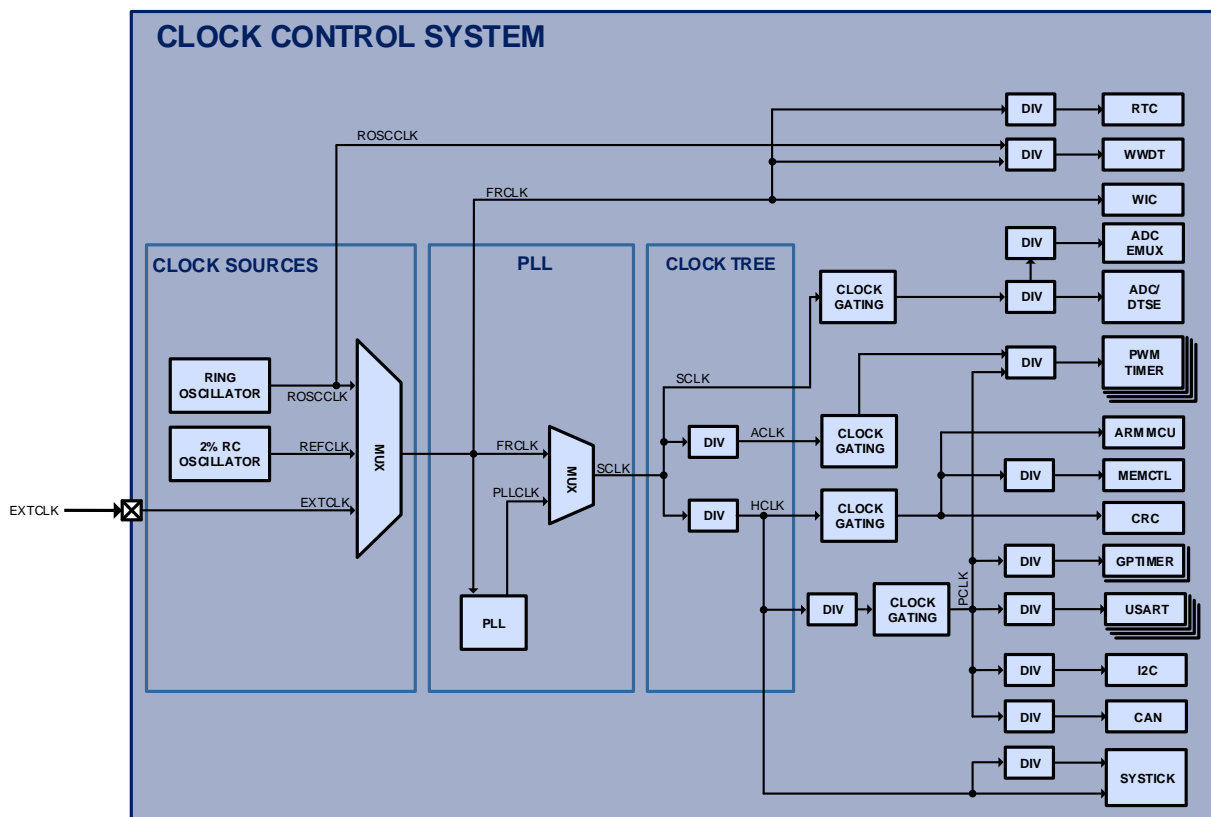 CLOCK CONTROL SYSTEM
DIV
RTC
ROSCCLK
DIV
WWDT
FRCLK
WIC
CLOCK SOURCES
PLL
CLOCK TREE
DIV
ADC
EMUX
CLOCK
GATING
DIV
ADC/
DTSE
RING
OSCILLATOR
ROSCCLK
SCLK
DIV
PWM
TIMER
2% RC
OSCILLATOR
REFCLK
MUX
FRCLK
MUX
SCLK
DIV
ACLK
CLOCK
GATING
ARM MCU
PLLCLK
DIV
MEMCTL
EXTCLK
EXTCLK
DIV
HCLK
CLOCK
GATING
CRC
DIV
GPTIMER
PLL
DIV
CLOCK
GATING
PCLK
DIV
USART
DIV
I2C
DIV
CAN
DIV
SYSTICK